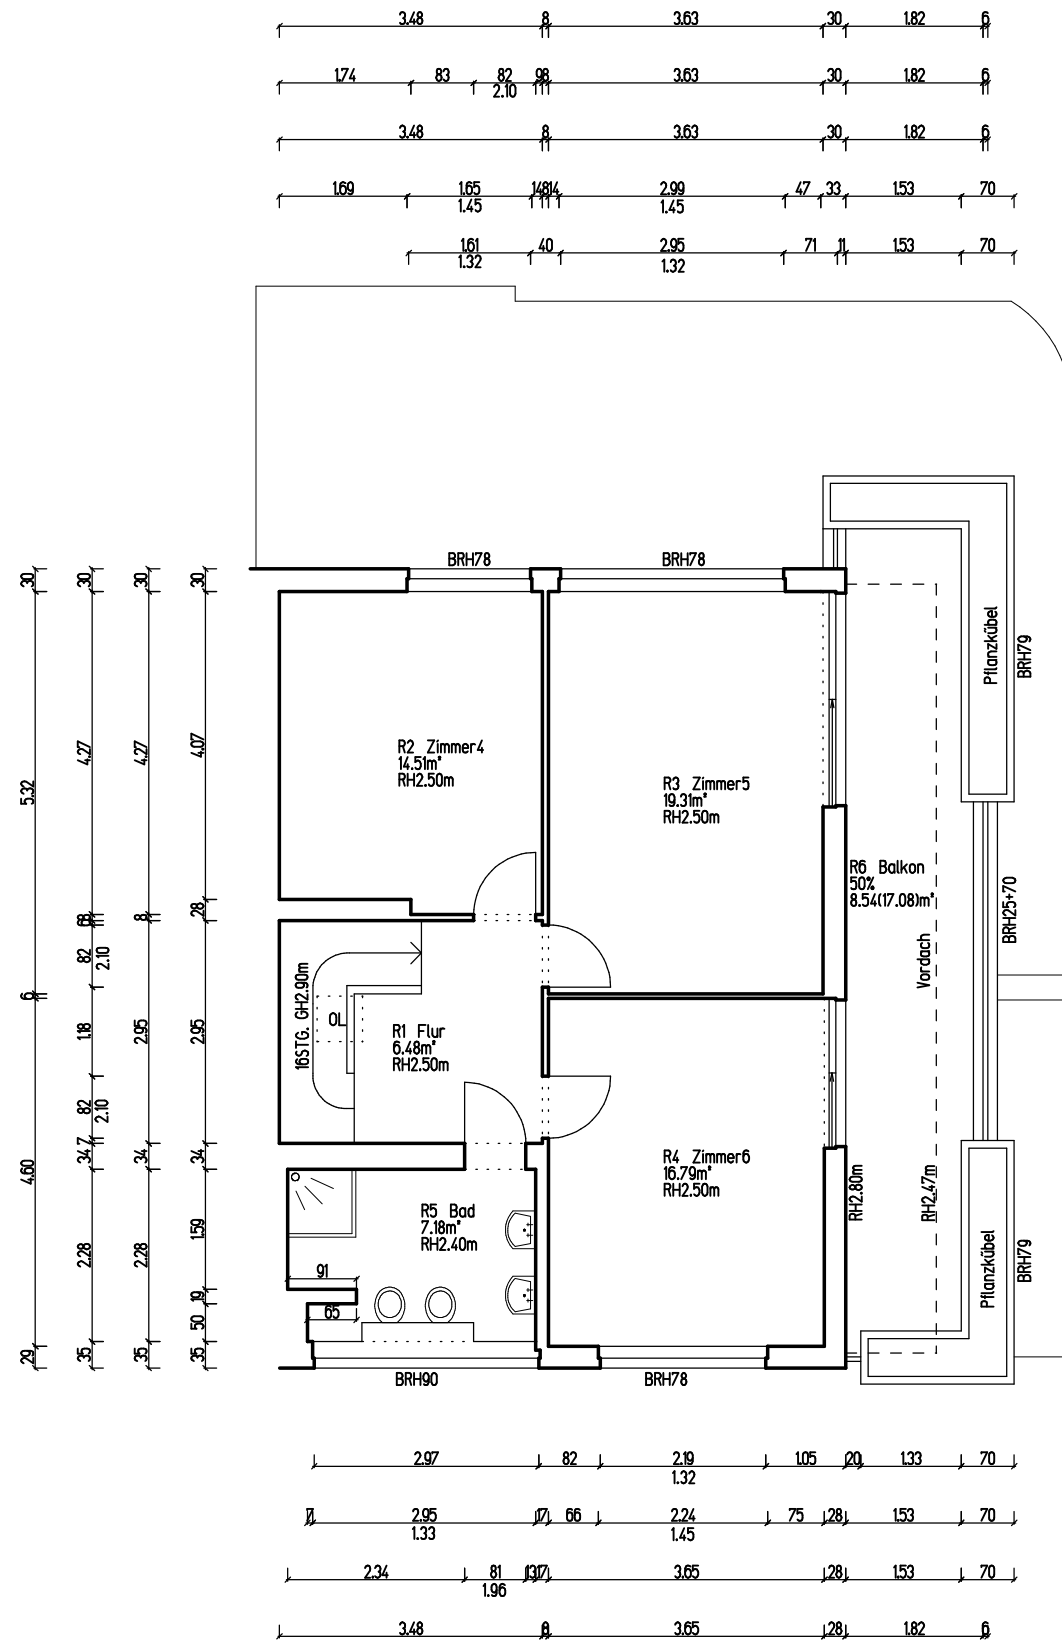 3.48 8 3.63 30 1.82 6
1.74 83 82 98 3.63 30 1.82 6
2.10
3.48 8 3.63 30 1.82 6
1.69 1.65 14 8 14 2.99 47 33 1.53 70
1.45 1.45
1.61 40 2.95 71 11 1.53 70
1.32 1.32
BRH78 BRH78
30 30 30 30
5.32 4.27 4.27 4.07
28
8
82 2.10
6
1.18 2.95 2.95
82 2.10
7
34 34 34
4.60 2.28 2.28 1.59
19
50
29 35 35 35
R2 Zimmer4
14.51m²
RH2.50m
R3 Zimmer5
19.31m²
RH2.50m
Pflanzkübel
BRH79
R6 Balkon
50%
8.54(17.08)m²
Vordach
BRH25+70
16STG. GH2.90m
OL
R1 Flur
6.48m²
RH2.50m
R4 Zimmer6
16.79m²
RH2.50m
RH2.80m
RH2.47m
R5 Bad
7.18m²
RH2.40m
91
65
Pflanzkübel
BRH79
BRH90 BRH78
2.97 82 2.19 1.05 20 1.33 70
1.32
7 2.95 17 66 2.24 75 28 1.53 70
1.33 1.45
2.34 81 13 17 3.65 28 1.53 70
1.96
3.48 8 3.65 28 1.82 6